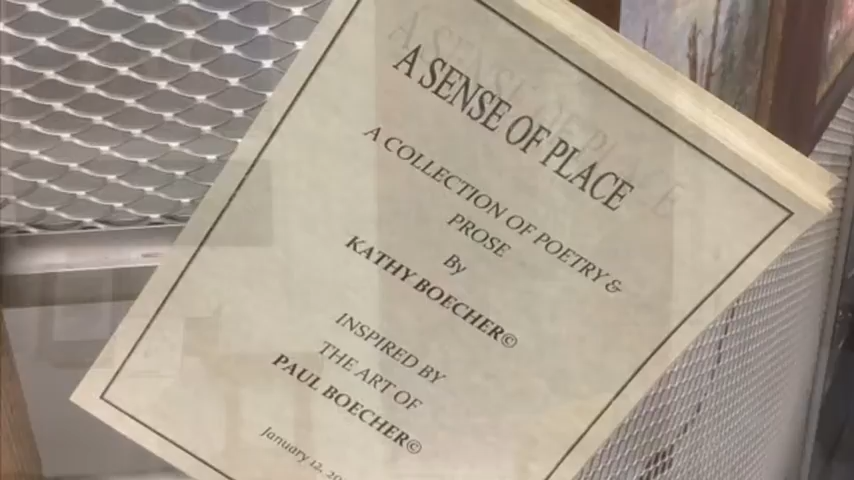 A SENSE OF PLACE
A COLLECTION OF POETRY &
PROSE
By
KATHY BOECHER©
INSPIRED BY
THE ART OF
PAUL BOECHER©
January 12,